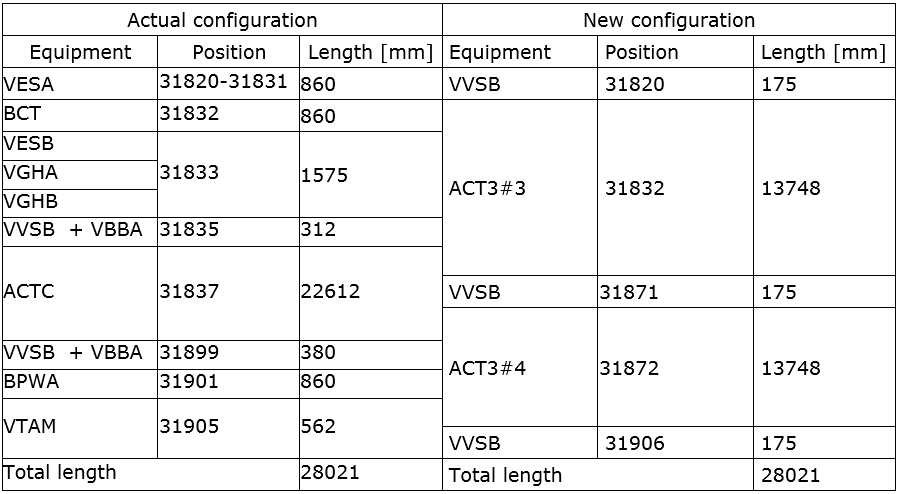 Actual configuration New configuration
Equipment Position Length [mm] Equipment Position Length [mm]
VESA 31820-31831 860 VVSB 31820 175
BCT 31832 860
VESB
VGHA 31833 1575 ACT3#3 31832 13748
VGHB
VVSB + VBBA 31835 312
ACTC 31837 22612 VVSB 31871 175
VVSB + VBBA 31899 380
ACT3#4 31872 13748
BPWA 31901 860
VTAM 31905 562
VVSB 31906 175
Total length 28021 Total length 28021